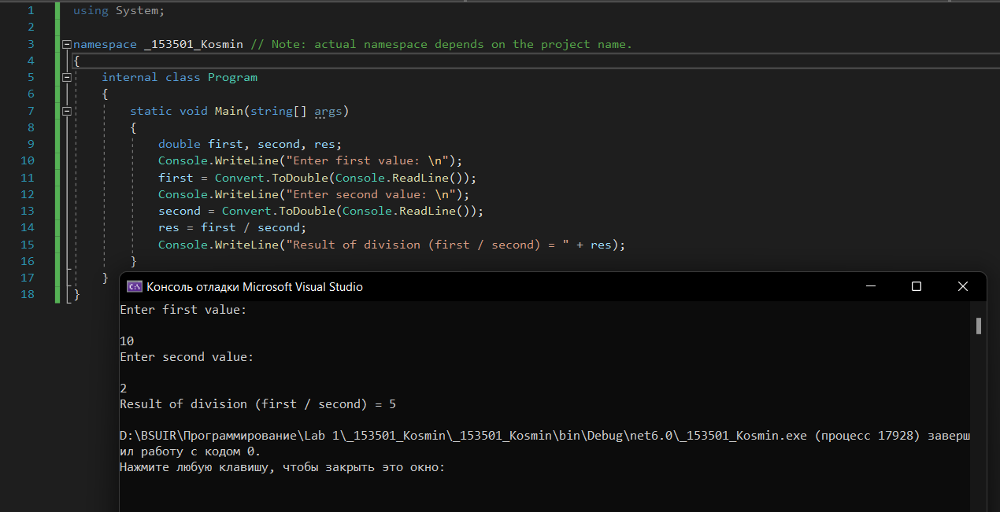 1 using System;
2
3 namespace _153501_Kosmin // Note: actual namespace depends on the project name.
4 {
5 internal class Program
6 {
7 static void Main(string[] args)
8 {
9 double first, second, res;
10 Console.WriteLine("Enter first value: \n");
11 first = Convert.ToDouble(Console.ReadLine());
12 Console.WriteLine("Enter second value: \n");
13 second = Convert.ToDouble(Console.ReadLine());
14 res = first / second;
15 Console.WriteLine("Result of division (first / second) = " + res);
16 }
17 }
18 }
Консоль отладки Microsoft Visual Studio
Enter first value:
10
Enter second value:
2
Result of division (first / second) = 5
D:\BSUIR\Программирование\Lab 1\_153501_Kosmin\_153501_Kosmin\bin\Debug\net6.0\_153501_Kosmin.exe (процесс 17928) заверш
ил работу с кодом 0.
Нажмите любую клавишу, чтобы закрыть это окно: